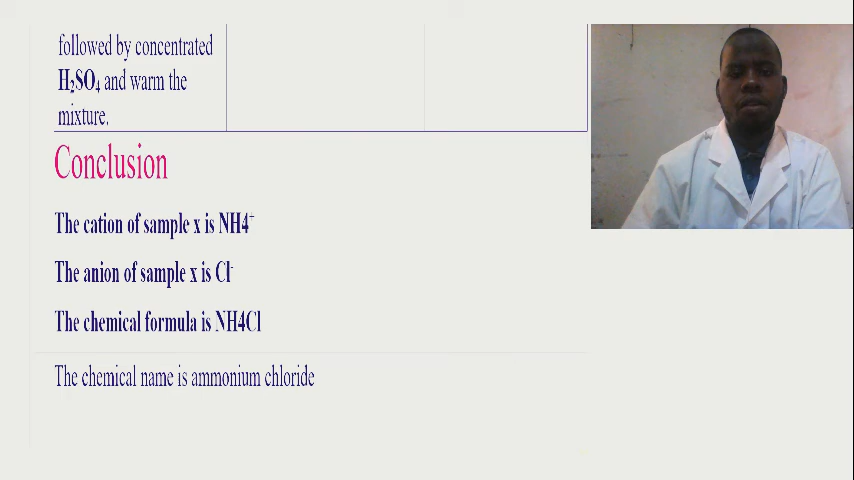 followed by concentrated
H₂SO₄ and warm the
mixture.
Conclusion
The cation of sample x is NH4⁺
The anion of sample x is Cl⁻
The chemical formula is NH4Cl
The chemical name is ammonium chloride